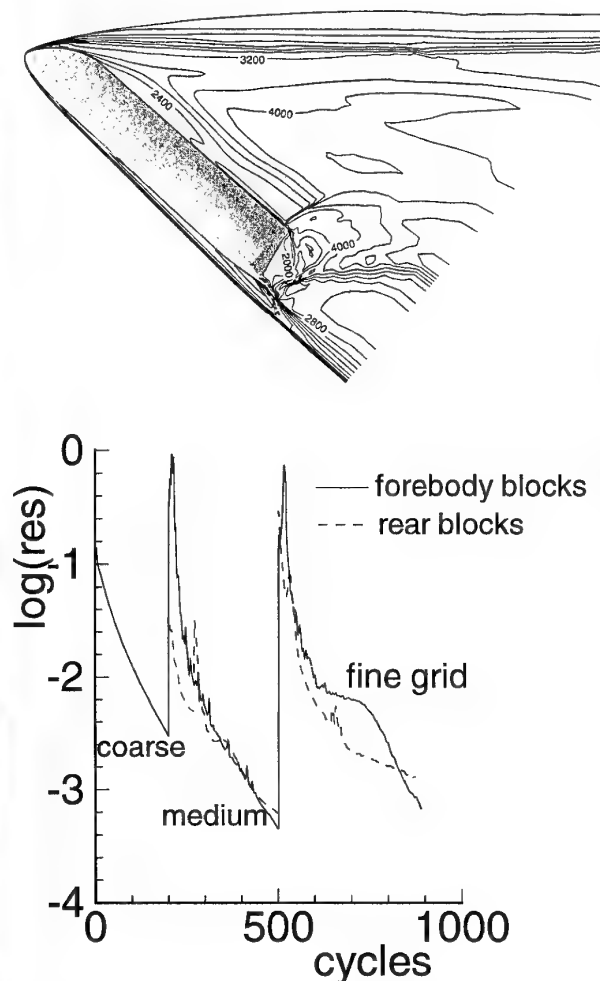 3200
2400
4000
4000
2000
2800
0
-1
-2
-3
-4
log(res)
forebody blocks
rear blocks
fine grid
coarse
medium
0
500
1000
cycles